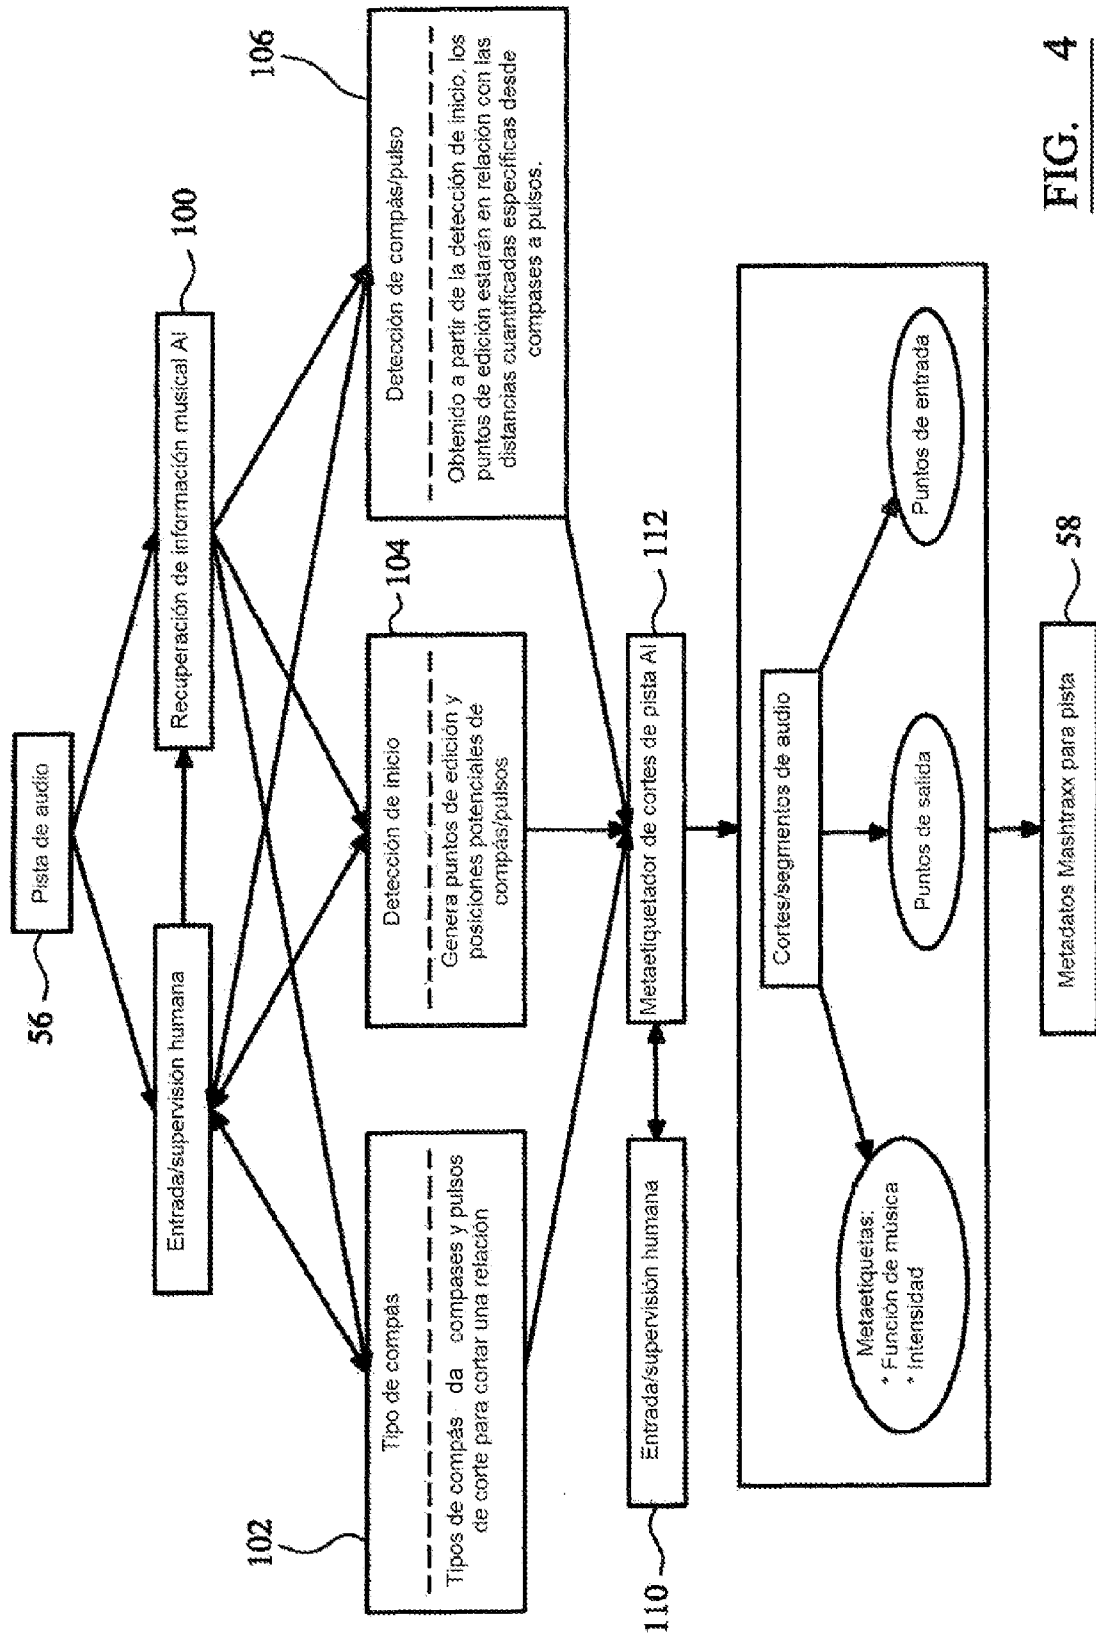 56
Pista de audio
Entrada/supervisión humana
Recuperación de información musical AI
100
102
Tipo de compás
Tipos de compás da compases y pulsos
de corte para cortar una relación
Detección de inicio
104
Genera puntos de edición y
posiciones potenciales de
compás/pulsos
106
Detección de compás/pulso
Obtenido a partir de la detección de inicio, los
puntos de edición estarán en relación con las
distancias cuantificadas específicas desde
compases a pulsos.
110
Entrada/supervisión humana
Metaetiquetador de cortes de pista AI
112
Cortes/segmentos de audio
Metaetiquetas:
* Función de música
* Intensidad
Puntos de salida
Puntos de entrada
Metadatos Mashtraxx para pista
58
FIG. 4